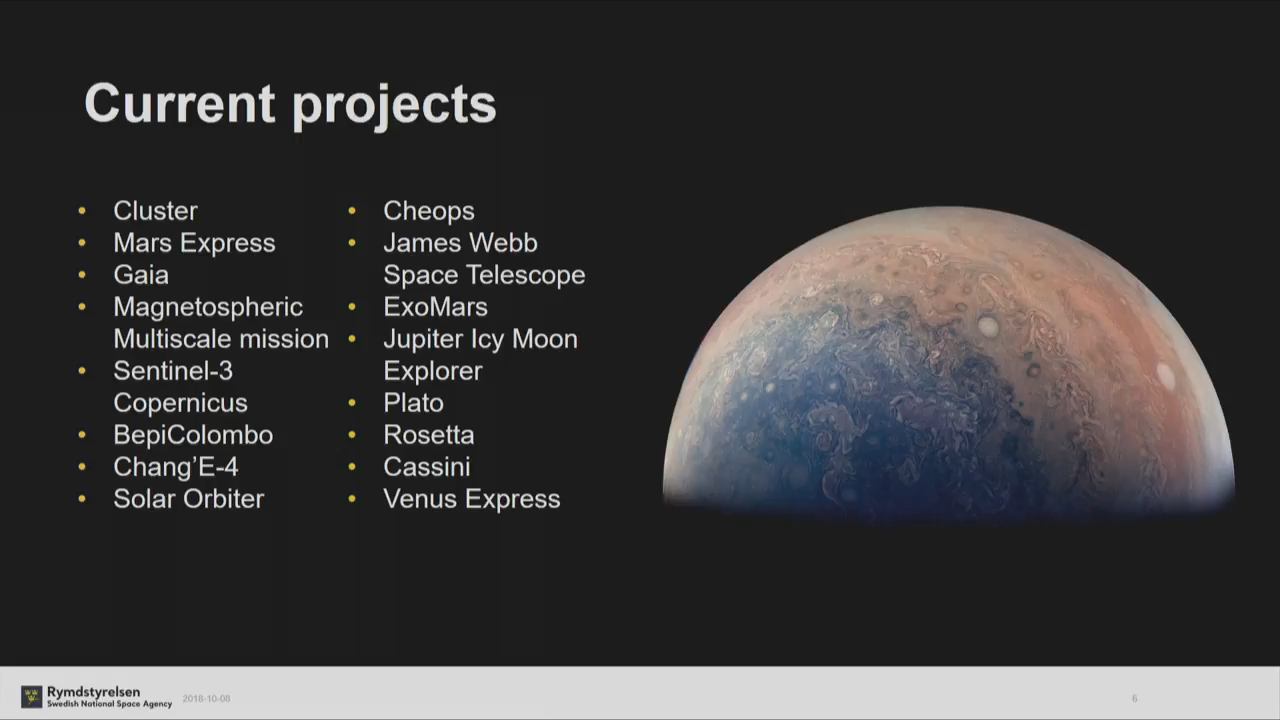 Current projects
• Cluster
• Mars Express
• Gaia
• Magnetospheric
Multiscale mission
• Sentinel-3
Copernicus
• BepiColombo
• Chang’E-4
• Solar Orbiter
• Cheops
• James Webb
Space Telescope
• ExoMars
• Jupiter Icy Moon
Explorer
• Plato
• Rosetta
• Cassini
• Venus Express
Rymdstyrelsen
Swedish National Space Agency
2018-10-08
6